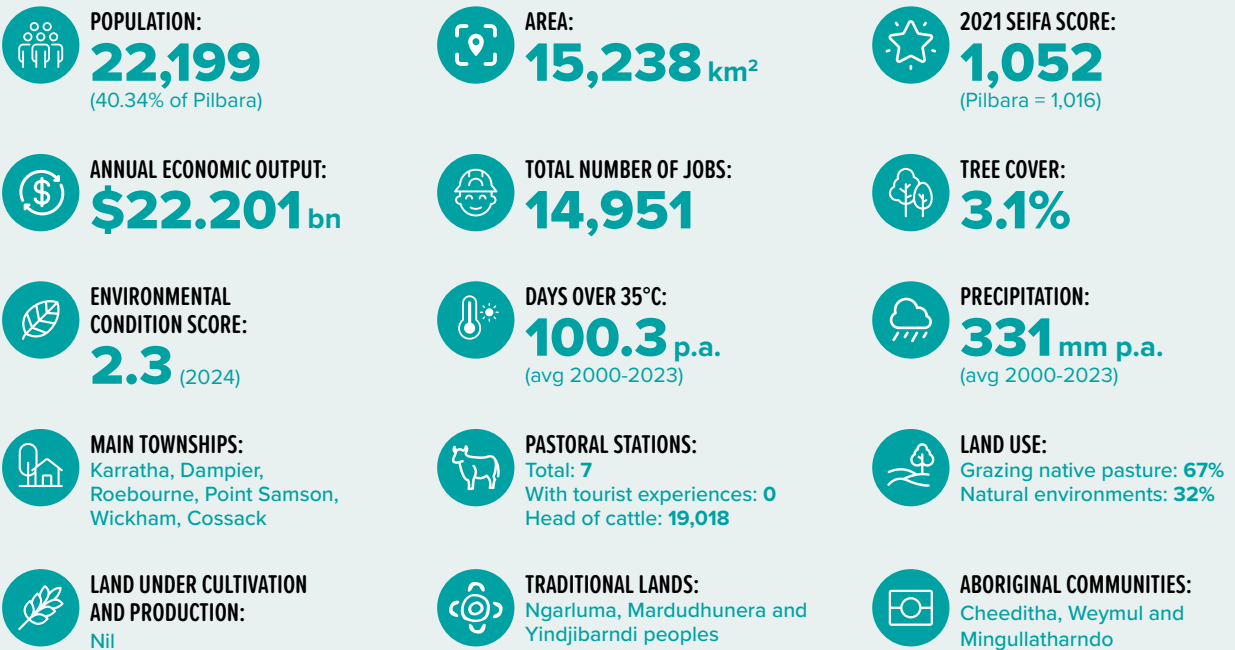 POPULATION:
22,199
(40.34% of Pilbara)
AREA:
15,238 km²
2021 SEIFA SCORE:
1,052
(Pilbara = 1,016)
ANNUAL ECONOMIC OUTPUT:
$22.201 bn
TOTAL NUMBER OF JOBS:
14,951
TREE COVER:
3.1%
ENVIRONMENTAL
CONDITION SCORE:
2.3 (2024)
DAYS OVER 35°C:
100.3 p.a.
(avg 2000-2023)
PRECIPITATION:
331 mm p.a.
(avg 2000-2023)
MAIN TOWNSHIPS:
Karratha, Dampier,
Roebourne, Point Samson,
Wickham, Cossack
PASTORAL STATIONS:
Total: 7
With tourist experiences: 0
Head of cattle: 19,018
LAND USE:
Grazing native pasture: 67%
Natural environments: 32%
LAND UNDER CULTIVATION
AND PRODUCTION:
Nil
TRADITIONAL LANDS:
Ngarluma, Mardudhunera and
Yindjibarndi peoples
ABORIGINAL COMMUNITIES:
Cheeditha, Weymul and
Mingullatharndo